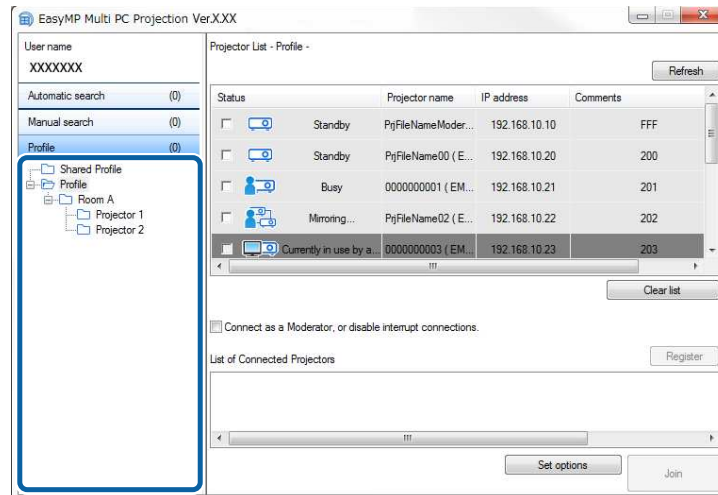 EasyMP Multi PC Projection Ver.X.XX
User name
XXXXXXX
Automatic search (0)
Manual search (0)
Profile (0)
Shared Profile
Profile
Room A
Projector 1
Projector 2
Projector List - Profile -
Refresh
Status Projector name IP address Comments
Standby PrjFileNameModer... 192.168.10.10 FFF
Standby PrjFileName00 ( E... 192.168.10.20 200
Busy 0000000001 ( EM... 192.168.10.21 201
Mirroring... PrjFileName02 ( E... 192.168.10.22 202
Currently in use by a... 0000000003 ( EM... 192.168.10.23 203
Clear list
Connect as a Moderator, or disable interrupt connections.
List of Connected Projectors
Register
Set options
Join